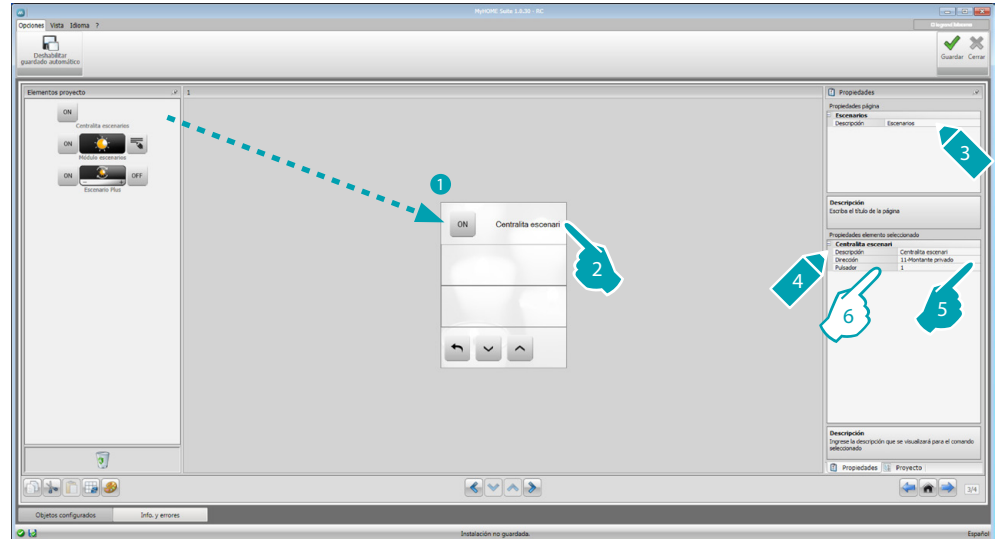 MyHOME Suite 1.6.30 - RC
Opciones Vista Idioma ?
Deshabilitar
guardado automático
Guardar Cerrar
Elementos proyecto
ON
Centralita escenarios
ON
Módulo escenarios
ON OFF
Escenario Plus
1
1
ON Centralita escenari
2
Propiedades
Propiedades página
Escenarios
Descripción Escenarios
3
Descripción
Escriba el título de la página
Propiedades elemento seleccionado
Centralita escenari
Descripción Centralita escenari
Dirección 11-Montante privado
Pulsador 1
4
5
6
Descripción
Ingrese la descripción que se visualizará para el comando
seleccionado
Propiedades Proyecto
3/4
Objetos configurados Info. y errores
Instalación no guardada.
Español